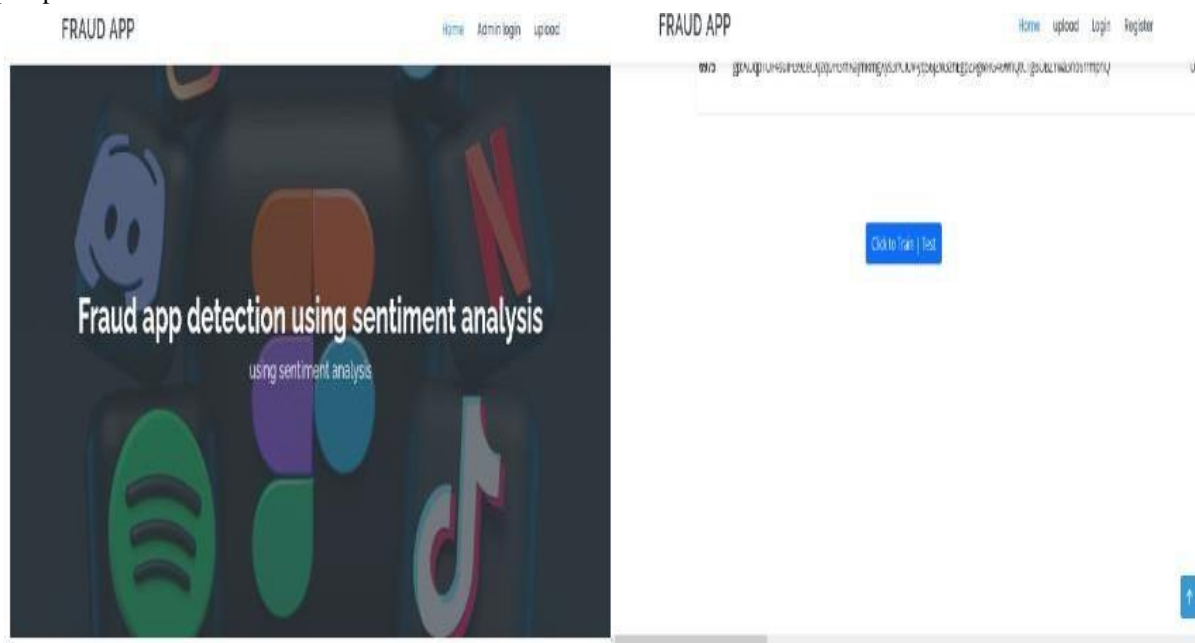 FRAUD APP
Home Admin login upload
Fraud app detection using sentiment analysis
using sentiment analysis
FRAUD APP
Home upload Login Register
6975
Click to Train | Test